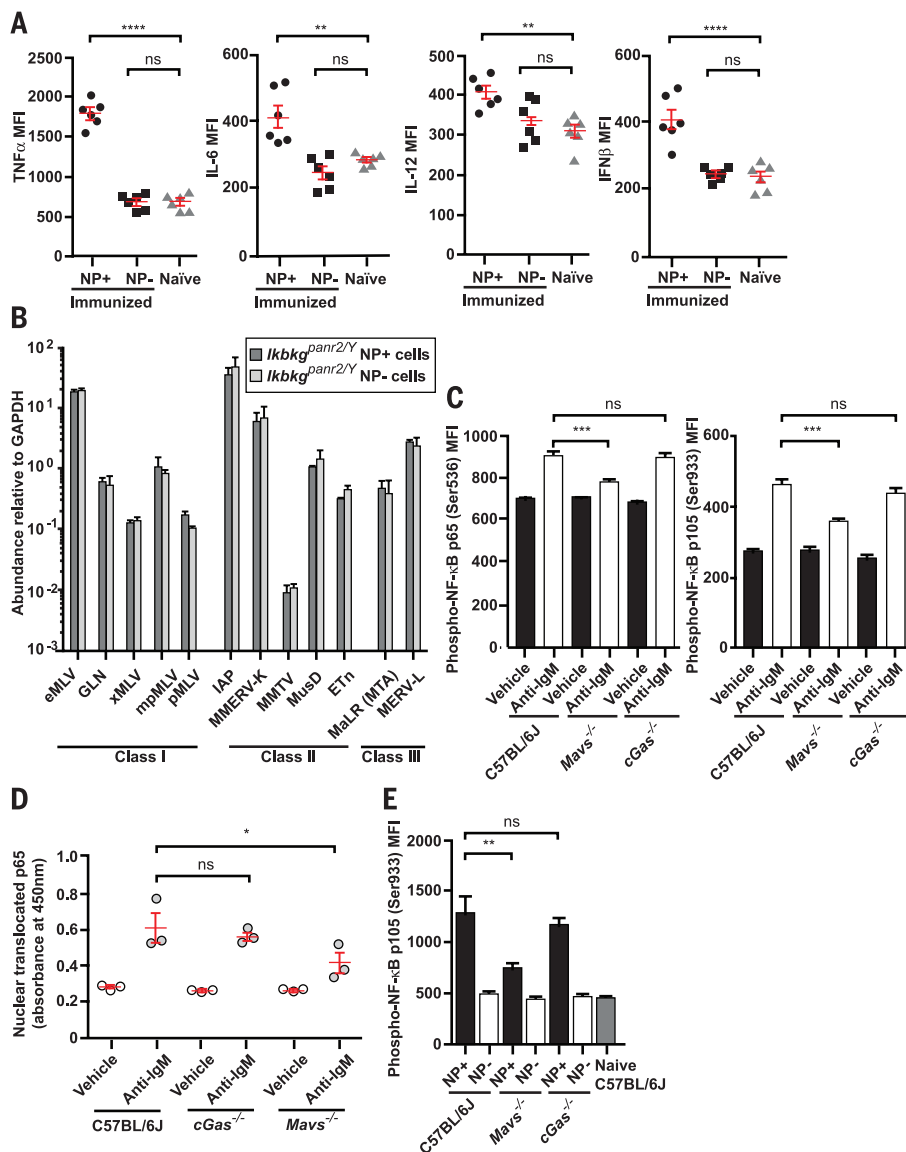 A
****
ns
TNFα MFI
2500
2000
1500
1000
500
0
NP+ NP- Naïve
Immunized
**
ns
IL-6 MFI
600
400
200
0
NP+ NP- Naïve
Immunized
**
ns
IL-12 MFI
500
400
300
200
100
0
NP+ NP- Naïve
Immunized
****
ns
IFNβ MFI
600
400
200
0
NP+ NP- Naïve
Immunized
B
Abundance relative to GAPDH
10²
10¹
10⁰
10⁻¹
10⁻²
10⁻³
Ikbkg^panr2/Y NP+ cells
Ikbkg^panr2/Y NP- cells
eMLV GLN xMLV mpMLV pMLV IAP MMERV-K MMTV MusD ETn MaLR (MTA) MERV-L
Class I Class II Class III
C
ns
***
Phospho-NF-κB p65 (Ser536) MFI
1000
800
600
400
200
0
Vehicle Anti-IgM Vehicle Anti-IgM Vehicle Anti-IgM
C57BL/6J Mavs-/- cGas-/-
ns
***
Phospho-NF-κB p105 (Ser933) MFI
600
400
200
0
Vehicle Anti-IgM Vehicle Anti-IgM Vehicle Anti-IgM
C57BL/6J Mavs-/- cGas-/-
D
*
ns
Nuclear translocated p65
(absorbance at 450nm)
1.0
0.8
0.6
0.4
0.2
0
Vehicle Anti-IgM Vehicle Anti-IgM Vehicle Anti-IgM
C57BL/6J cGas-/- Mavs-/-
E
ns
**
Phospho-NF-κB p105 (Ser933) MFI
2000
1500
1000
500
0
NP+ NP- NP+ NP- NP+ NP- Naive
C57BL/6J
C57BL/6J Mavs-/- cGas-/-